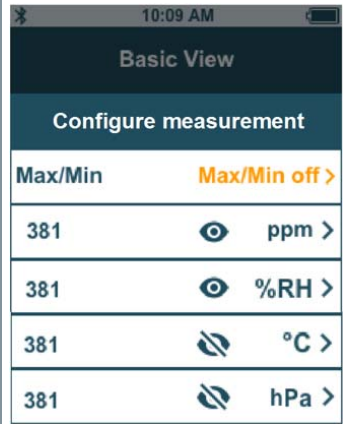 10:09 AM
Basic View
Configure measurement
Max/Min Max/Min off >
381 ppm >
381 %RH >
381 °C >
381 hPa >